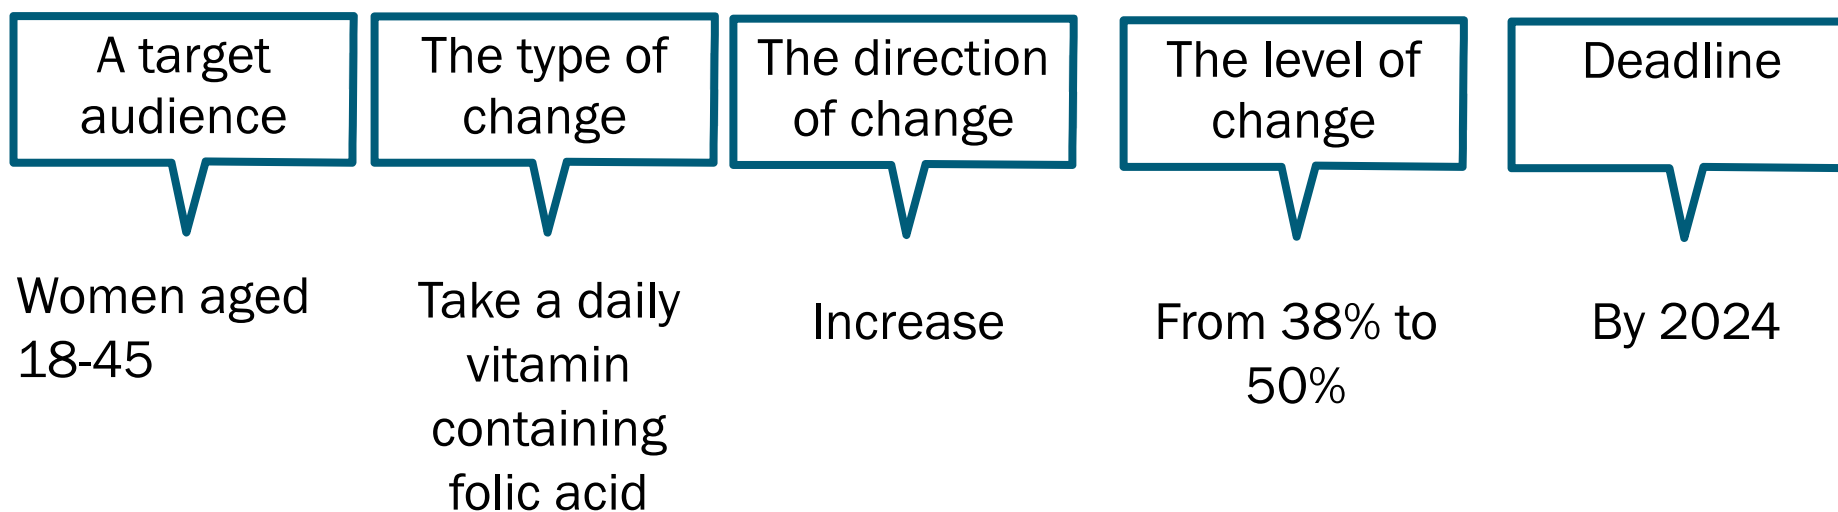 A target
audience
The type of
change
The direction
of change
The level of
change
Deadline
Women aged
18-45
Take a daily
vitamin
containing
folic acid
Increase
From 38% to
50%
By 2024